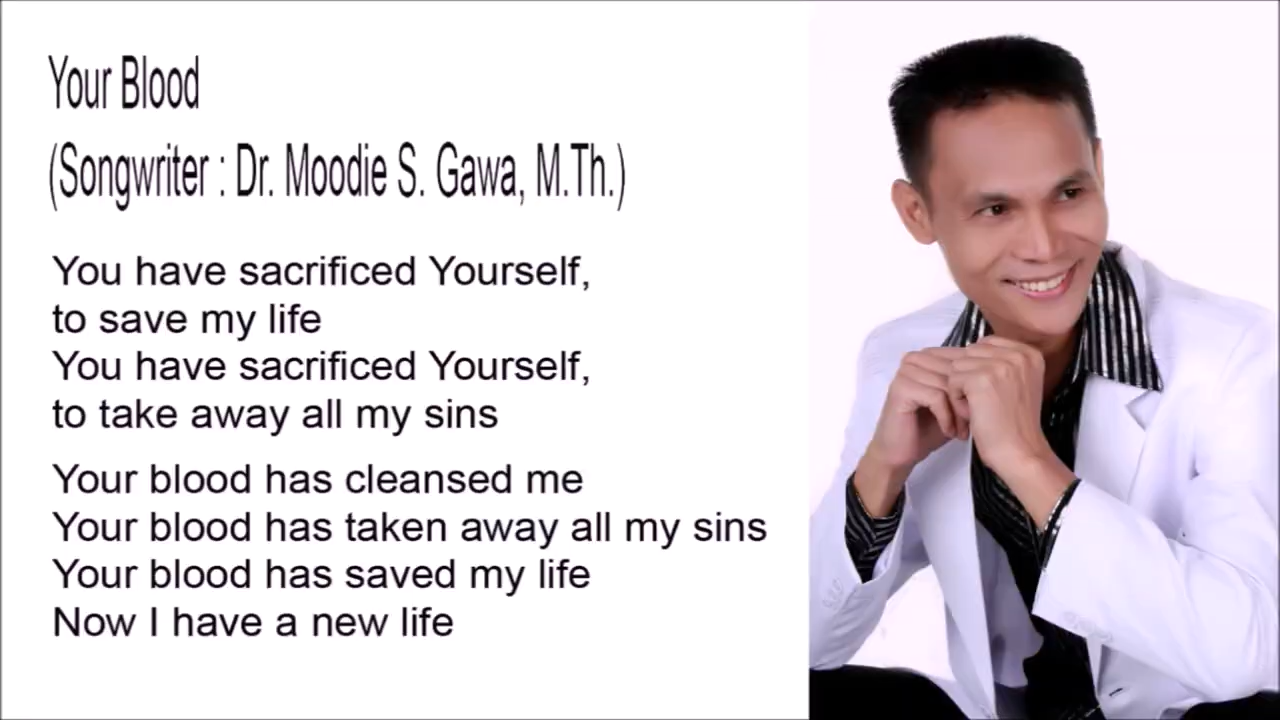 Your Blood
(Songwriter : Dr. Moodie S. Gawa, M.Th.)
You have sacrificed Yourself,
to save my life
You have sacrificed Yourself,
to take away all my sins
Your blood has cleansed me
Your blood has taken away all my sins
Your blood has saved my life
Now I have a new life